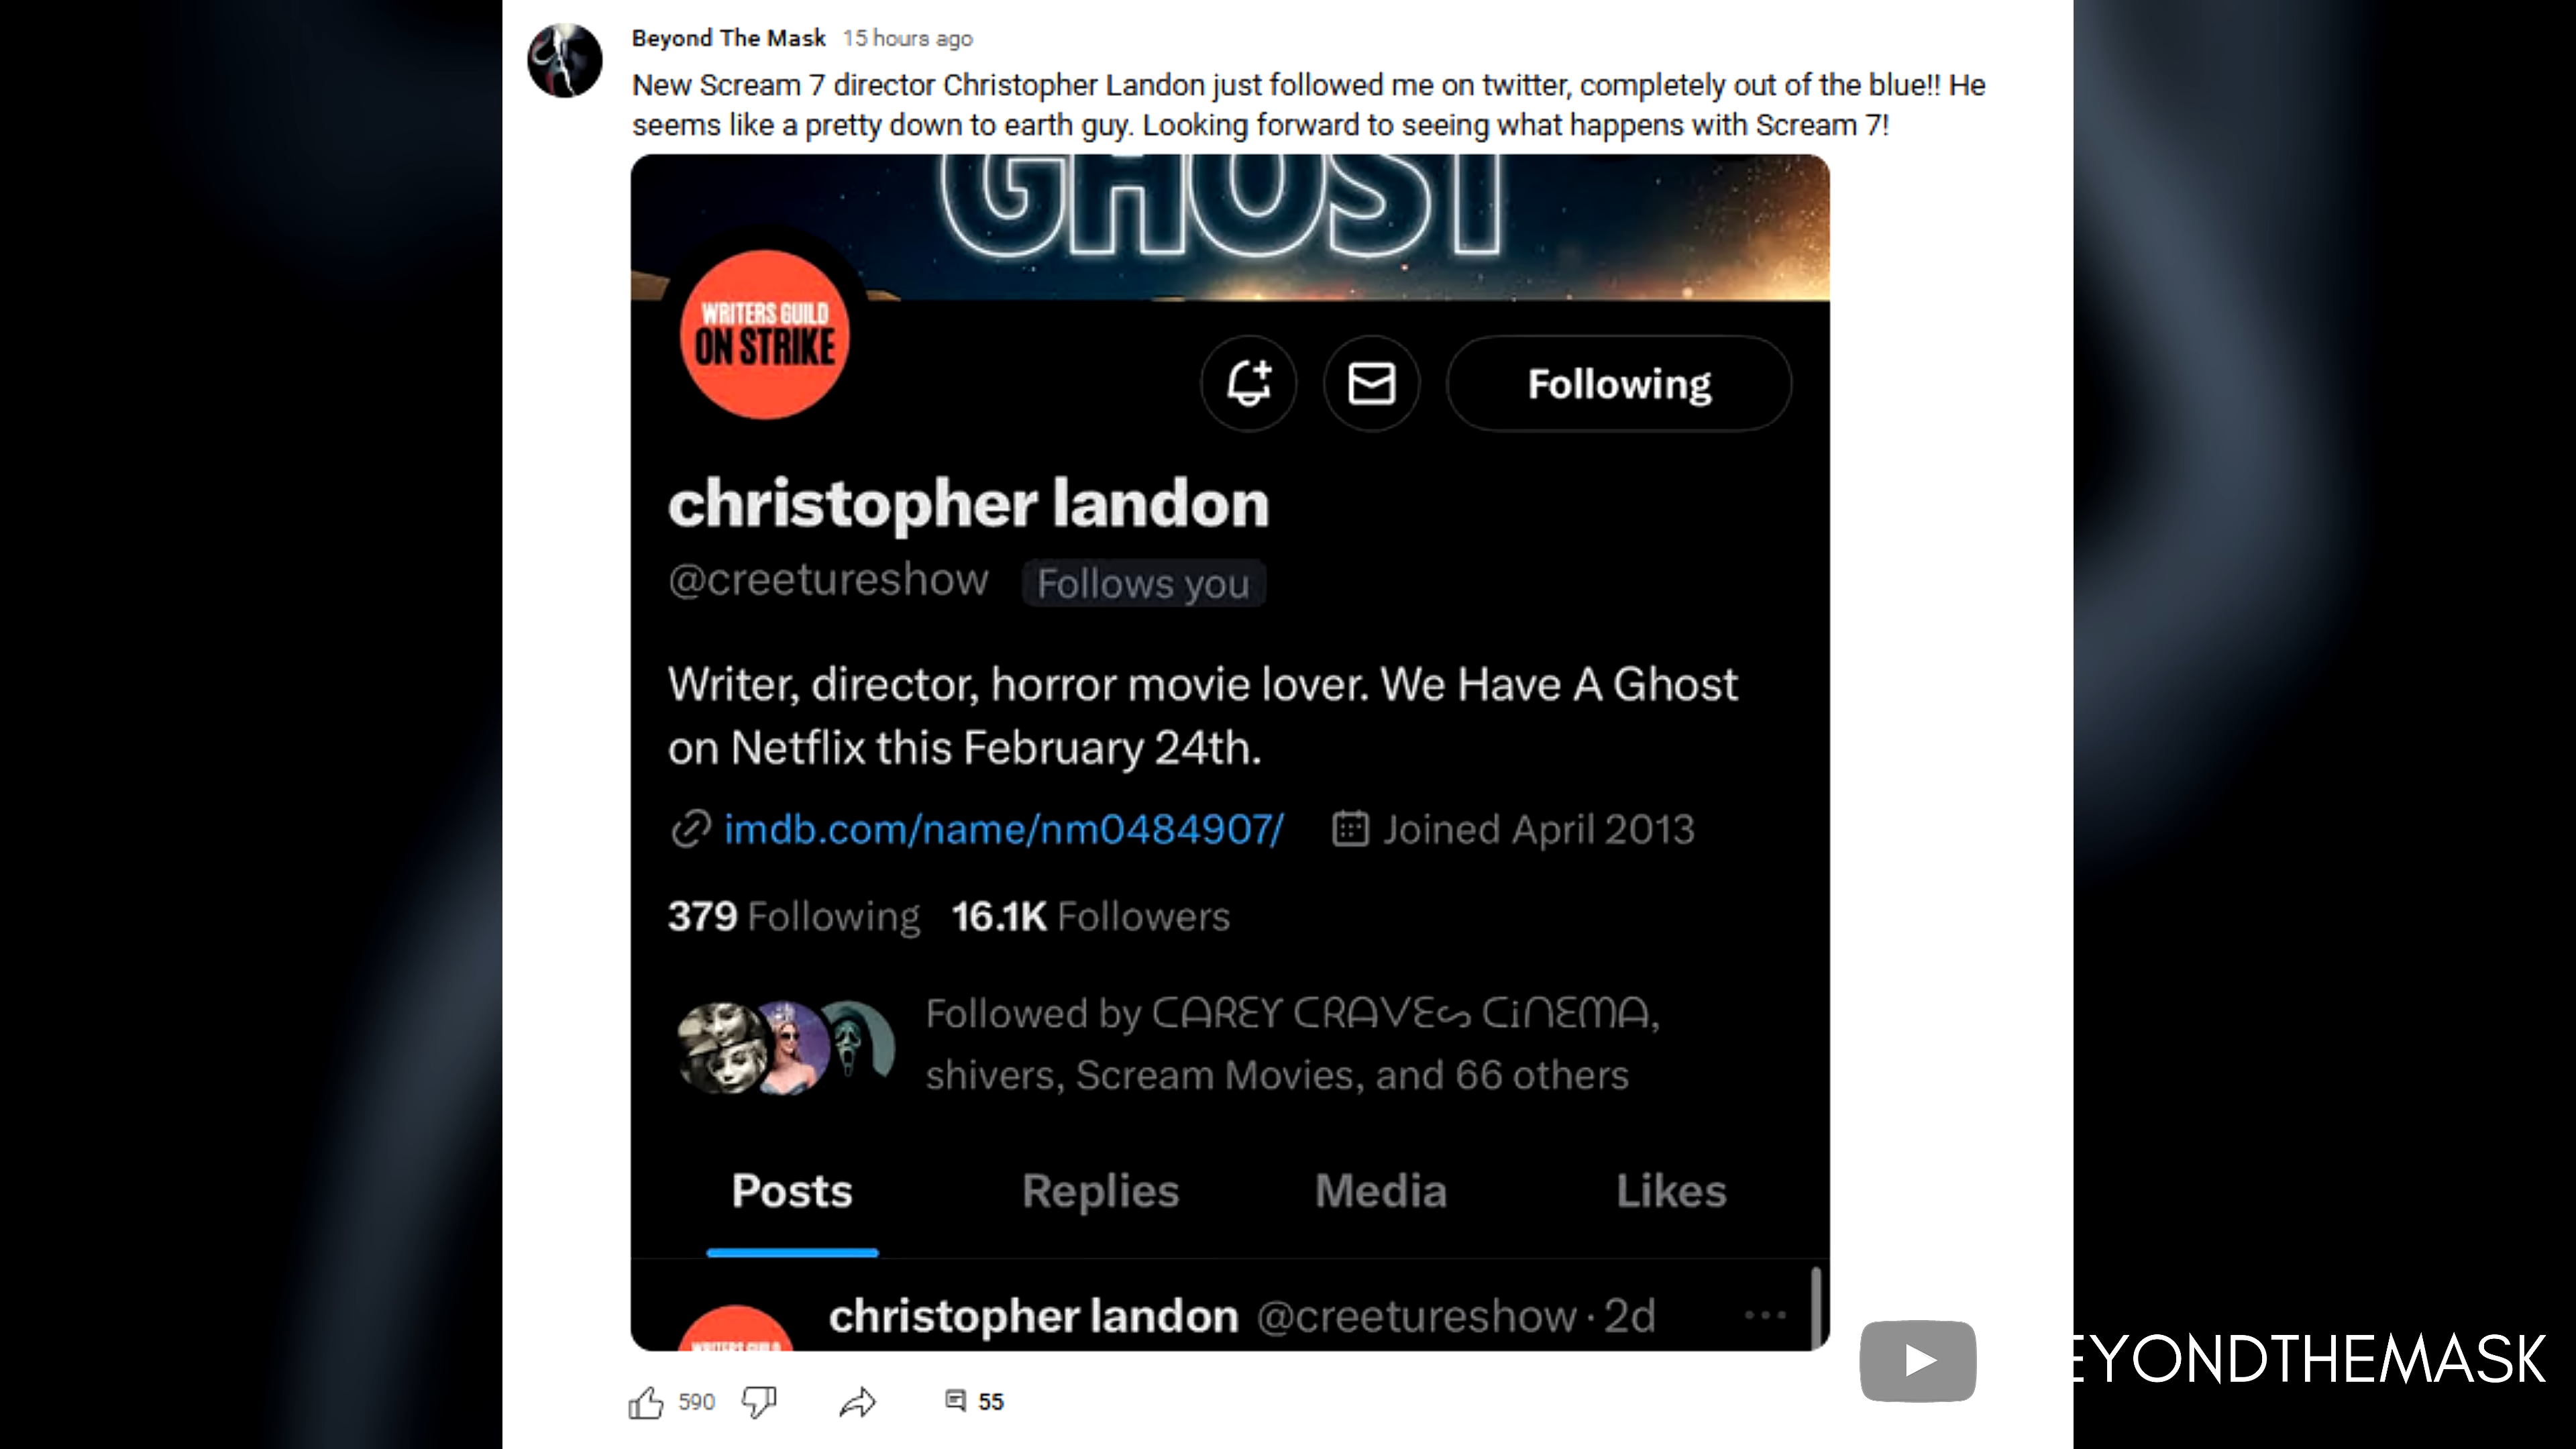 Beyond The Mask 15 hours ago
New Scream 7 director Christopher Landon just followed me on twitter, completely out of the blue!! He
seems like a pretty down to earth guy. Looking forward to seeing what happens with Scream 7!
GHOST
WRITERS GUILD
ON STRIKE
Following
christopher landon
@creetureshow Follows you
Writer, director, horror movie lover. We Have A Ghost
on Netflix this February 24th.
imdb.com/name/nm0484907/ Joined April 2013
379 Following 16.1K Followers
Followed by CAREY CRAVEs CiNEMA,
shivers, Scream Movies, and 66 others
Posts Replies Media Likes
christopher landon @creetureshow · 2d
WRITERS GUILD
590 55
EYONDTHEMASK